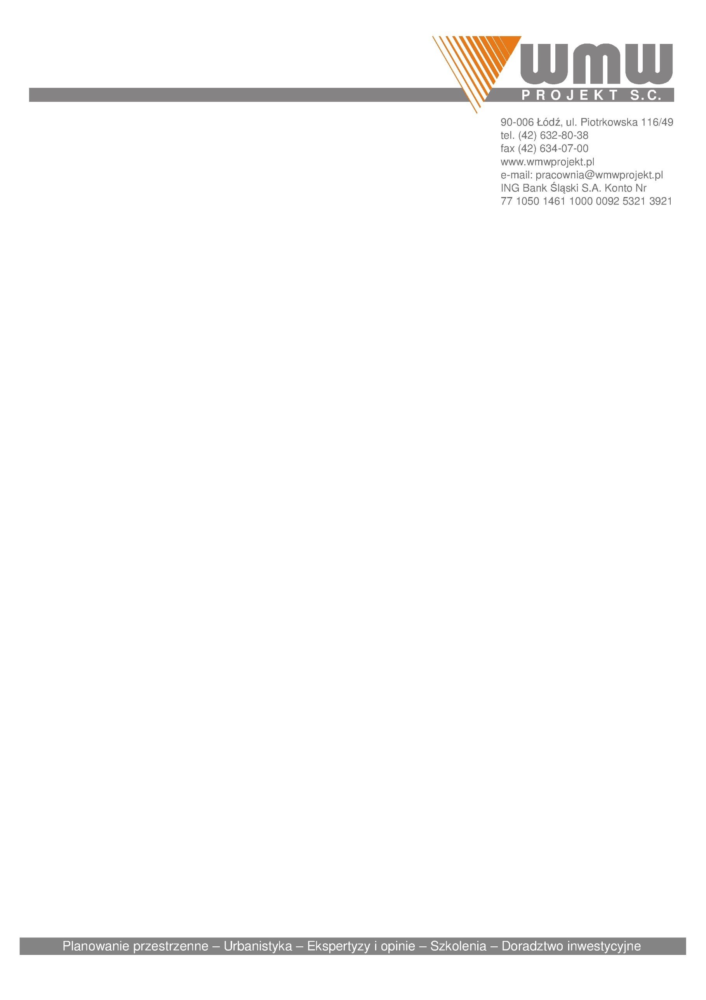 wmw
PROJEKT S.C.
90-006 Łódź, ul. Piotrkowska 116/49
tel. (42) 632-80-38
fax (42) 634-07-00
www.wmwprojekt.pl
e-mail: pracownia@wmwprojekt.pl
ING Bank Śląski S.A. Konto Nr
77 1050 1461 1000 0092 5321 3921
Planowanie przestrzenne – Urbanistyka – Ekspertyzy i opinie – Szkolenia – Doradztwo inwestycyjne